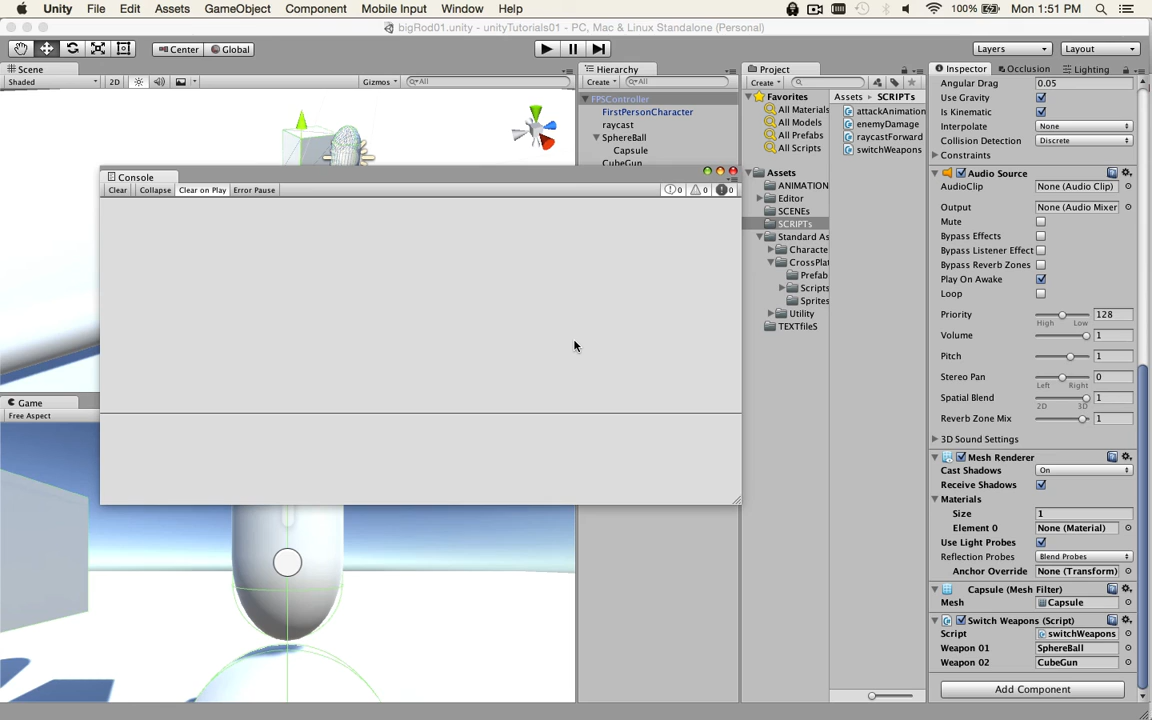 Unity File Edit Assets GameObject Component Mobile Input Window Help 100% Mon 1:51 PM
bigRod01.unity - unityTutorials01 - PC, Mac & Linux Standalone (Personal)
Center Global Layers Layout
Scene
Shaded 2D Gizmos All
Hierarchy
Create All
FPSController
FirstPersonCharacter
raycast
SphereBall
Capsule
CubeGun
Project
Create
Favorites
All Materials
All Models
All Prefabs
All Scripts
Assets
ANIMATION
Editor
SCENEs
SCRIPTs
Standard As
Characte
CrossPlat
Prefab
Scripts
Sprites
Utility
TEXTfileS
Assets SCRIPTs
attackAnimation
enemyDamage
raycastForward
switchWeapons
Console
Clear Collapse Clear on Play Error Pause 0 0 0
Game
Free Aspect
Inspector Occlusion Lighting
Angular Drag 0.05
Use Gravity
Is Kinematic
Interpolate None
Collision Detection Discrete
Constraints
Audio Source
AudioClip None (Audio Clip)
Output None (Audio Mixer
Mute
Bypass Effects
Bypass Listener Effect
Bypass Reverb Zones
Play On Awake
Loop
Priority 128
High Low
Volume 1
Pitch 1
Stereo Pan 0
Left Right
Spatial Blend 1
2D 3D
Reverb Zone Mix 1
3D Sound Settings
Mesh Renderer
Cast Shadows On
Receive Shadows
Materials
Size 1
Element 0 None (Material)
Use Light Probes
Reflection Probes Blend Probes
Anchor Override None (Transform)
Capsule (Mesh Filter)
Mesh Capsule
Switch Weapons (Script)
Script switchWeapons
Weapon 01 SphereBall
Weapon 02 CubeGun
Add Component